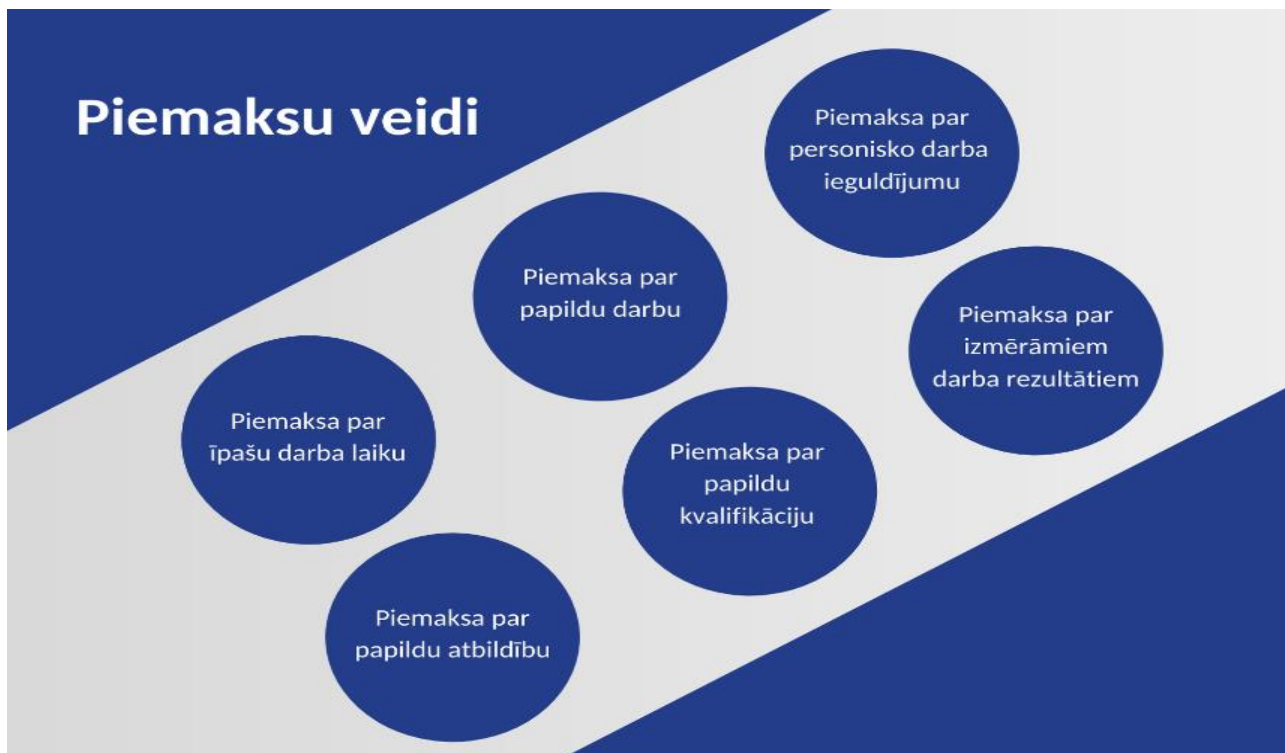 Piemaksu veidi
Piemaksa par
personisko darba
ieguldījumu
Piemaksa par
papildu darbu
Piemaksa par
izmērāmiem
darba rezultātiem
Piemaksa par
īpašu darba laiku
Piemaksa par
papildu
kvalifikāciju
Piemaksa par
papildu atbildību